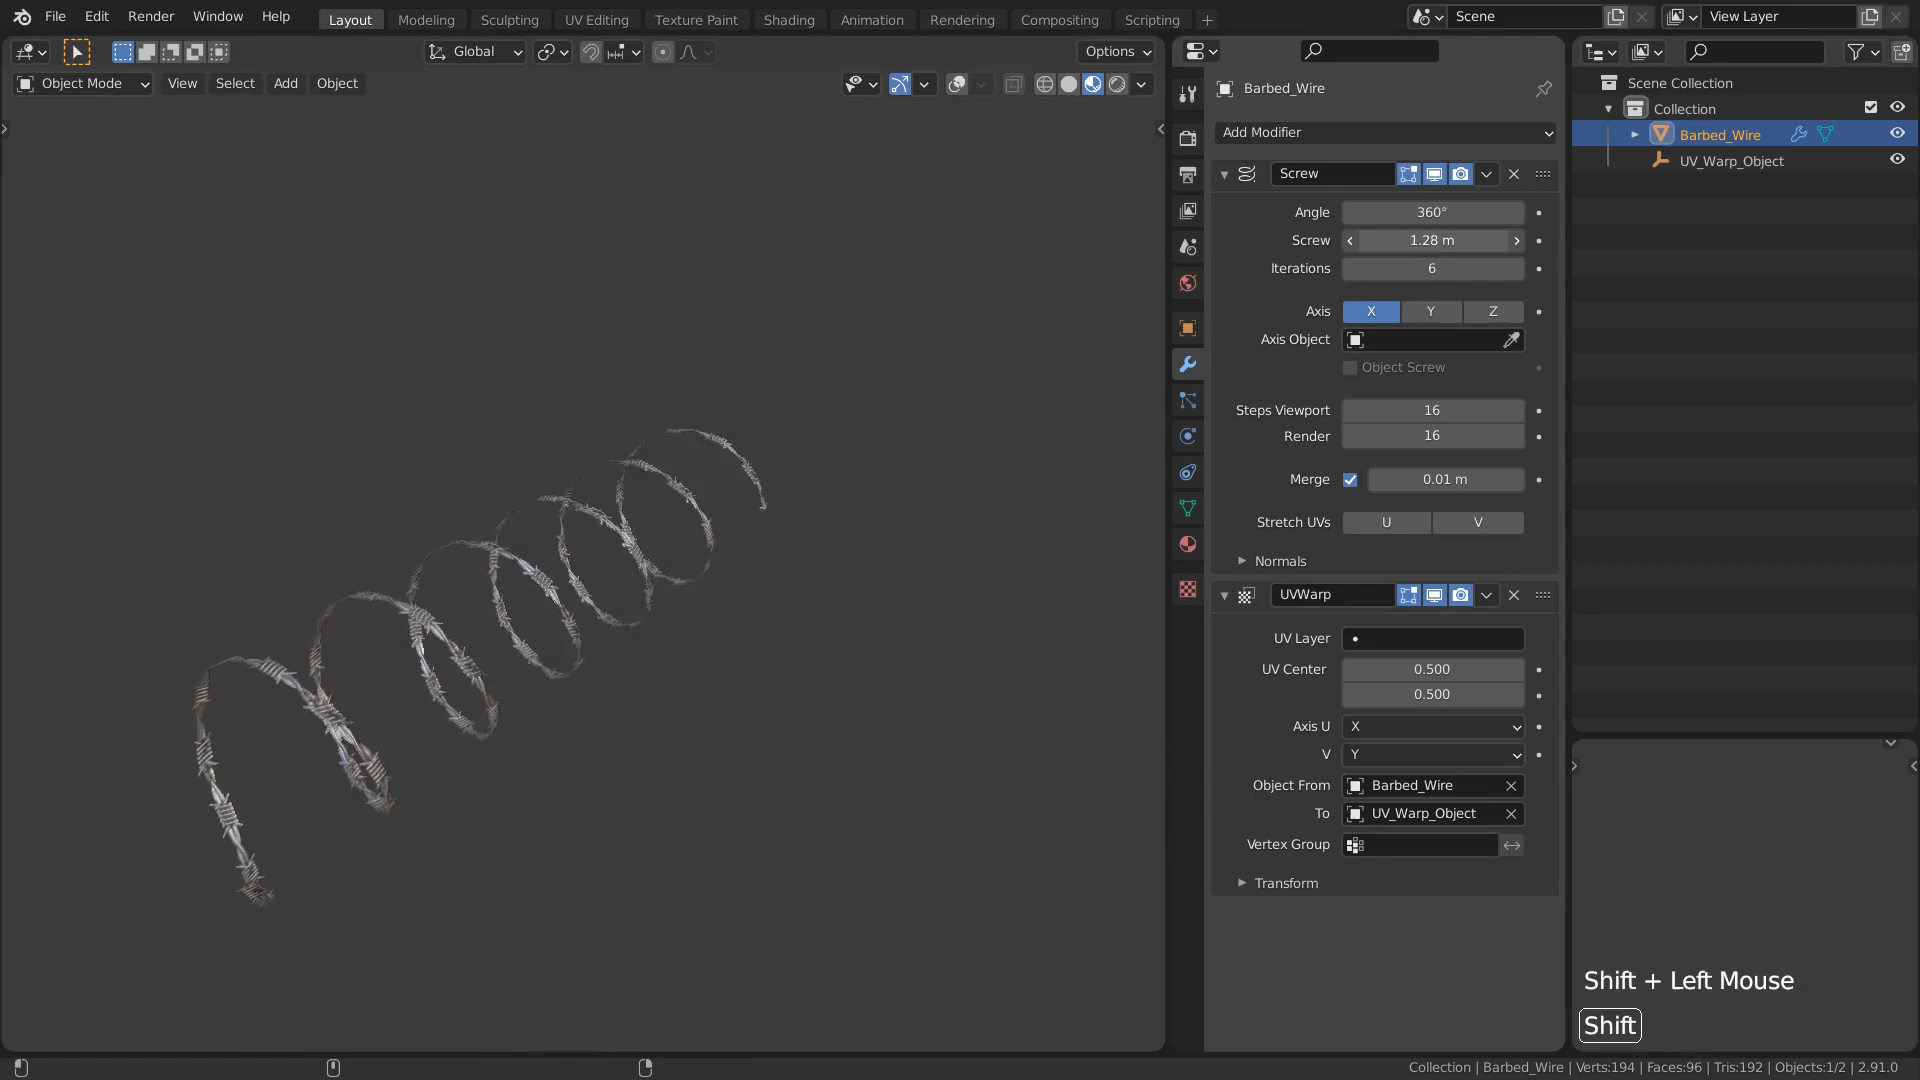 File Edit Render Window Help Layout Modeling Sculpting UV Editing Texture Paint Shading Animation Rendering Compositing Scripting + Scene View Layer
Global Options
Object Mode View Select Add Object
Barbed_Wire
Add Modifier
Screw
Angle 360°
Screw 1.28 m
Iterations 6
Axis X Y Z
Axis Object
Object Screw
Steps Viewport 16
Render 16
Merge 0.01 m
Stretch UVs U V
Normals
UVWarp
UV Layer
UV Center 0.500
0.500
Axis U X
V Y
Object From Barbed_Wire
To UV_Warp_Object
Vertex Group
Transform
Scene Collection
Collection
Barbed_Wire
UV_Warp_Object
Shift + Left Mouse
Shift
Collection | Barbed_Wire | Verts:194 | Faces:96 | Tris:192 | Objects:1/2 | 2.91.0